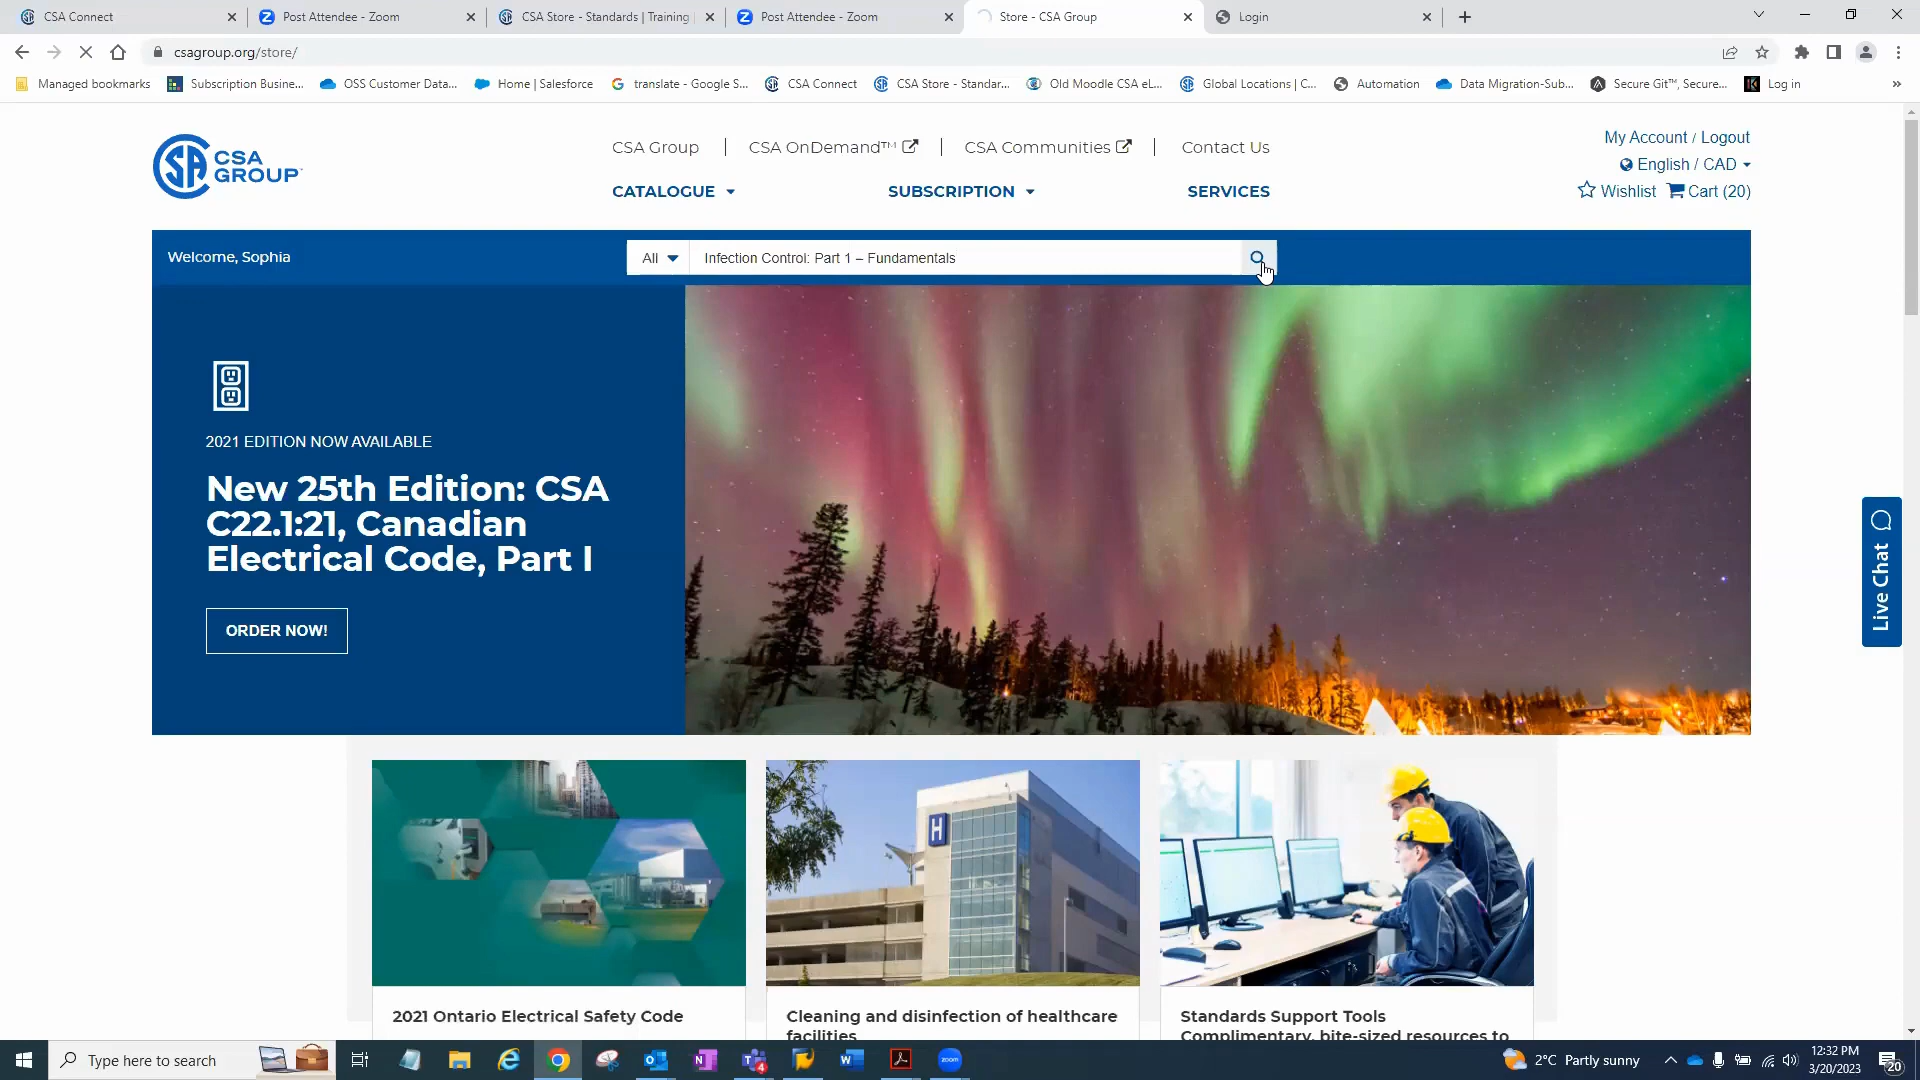 CSA Connect
Post Attendee - Zoom
CSA Store - Standards | Training
Post Attendee - Zoom
Store - CSA Group
Login
csagroup.org/store/
Managed bookmarks
Subscription Busine...
OSS Customer Data...
Home | Salesforce
translate - Google S...
CSA Connect
CSA Store - Standar...
Old Moodle CSA eL...
Global Locations | C...
Automation
Data Migration-Sub...
Secure Git™, Secure...
Log in
»
CSA GROUP
CSA Group
CSA OnDemand™
CSA Communities
Contact Us
My Account / Logout
English / CAD
CATALOGUE
SUBSCRIPTION
SERVICES
Wishlist
Cart (20)
Welcome, Sophia
All
Infection Control: Part 1 – Fundamentals
2021 EDITION NOW AVAILABLE
New 25th Edition: CSA
C22.1:21, Canadian
Electrical Code, Part I
ORDER NOW!
Live Chat
H
2021 Ontario Electrical Safety Code
Cleaning and disinfection of healthcare
facilities
Standards Support Tools
Complimentary, bite-sized resources to
Type here to search
4
zoom
2°C Partly sunny
12:32 PM
3/20/2023
20